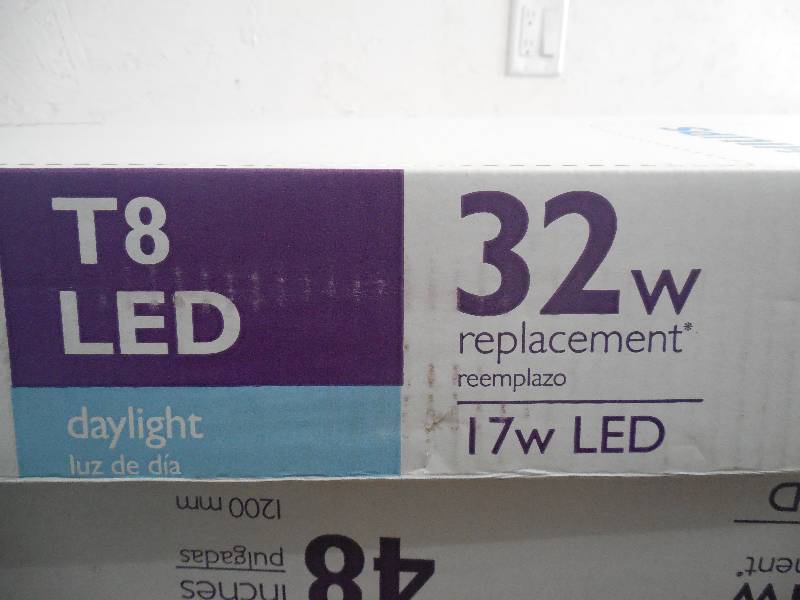 T8
LED
daylight
luz de día
32w
replacement*
reemplazo
17w LED
48
inches
pulgadas
1200 mm